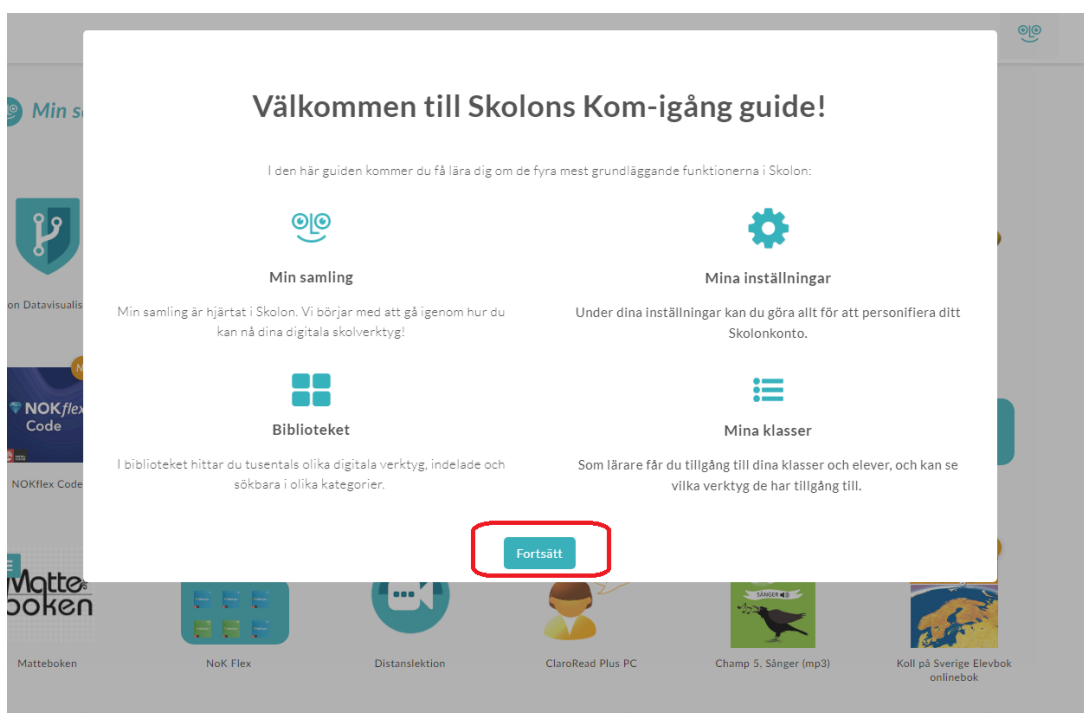 Välkommen till Skolons Kom-igång guide!
Min s
I den här guiden kommer du få lära dig om de fyra mest grundläggande funktionerna i Skolon:
Min samling
Min samling är hjärtat i Skolon. Vi börjar med att gå igenom hur du
kan nå dina digitala skolverktyg!
Mina inställningar
Under dina inställningar kan du göra allt för att personifiera ditt
Skolonkonto.
on Datavisualis
Biblioteket
I biblioteket hittar du tusentals olika digitala verktyg, indelade och
sökbara i olika kategorier.
Mina klasser
Som lärare får du tillgång till dina klasser och elever, och kan se
vilka verktyg de har tillgång till.
N
NOKflex
Code
NOKflex Code
Fortsätt
Matte
boken
SÅNGER
Matteboken
NoK Flex
Distanslektion
ClaroRead Plus PC
Champ 5, Sånger (mp3)
Koll på Sverige Elevbok
onlinebok